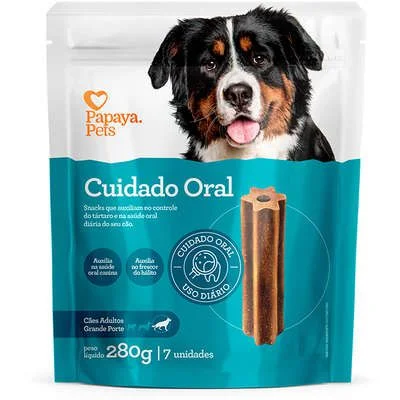 Papaya.
Pets
Cuidado Oral
Snacks que auxiliam no controle
do tártaro e na saúde oral
diária do seu cão.
Auxilia
na saúde
oral canina
Auxilia
no frescor
do hálito
CUIDADO ORAL
USO DIÁRIO
Cães Adultos
Grande Porte
peso
líquido
280g | 7 unidades